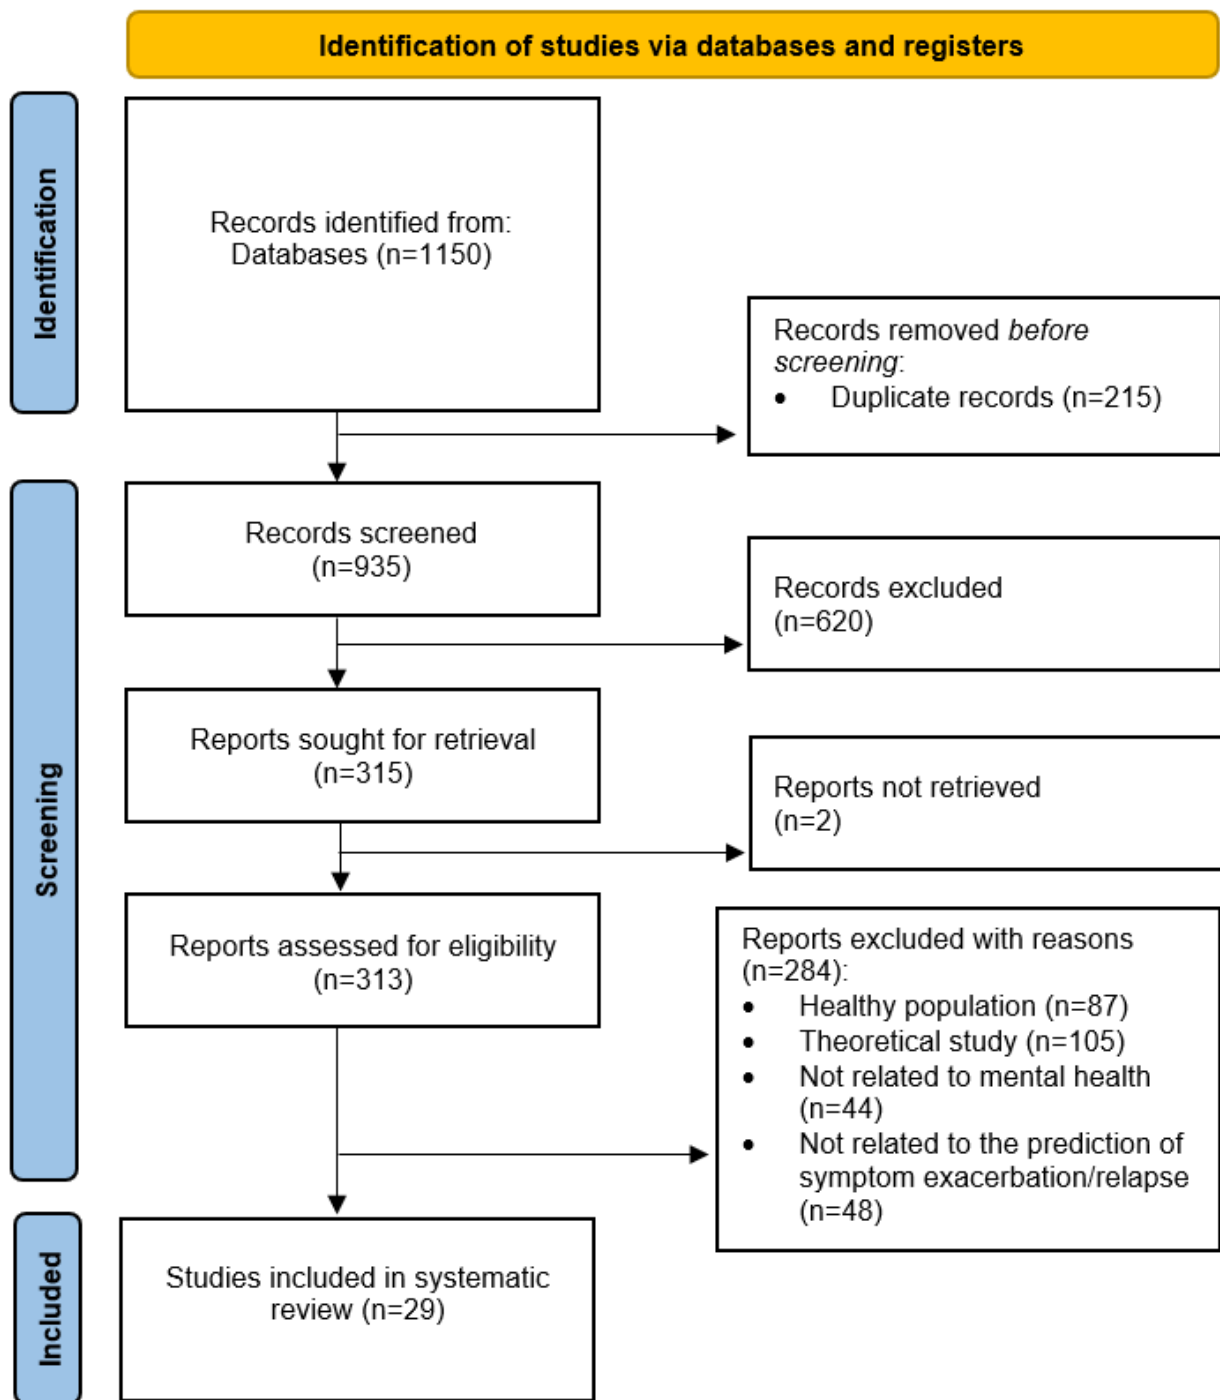 Identification of studies via databases and registers
Identification
Records identified from:
Databases (n=1150)
Records removed before
screening:
• Duplicate records (n=215)
Screening
Records screened
(n=935)
Records excluded
(n=620)
Reports sought for retrieval
(n=315)
Reports not retrieved
(n=2)
Reports assessed for eligibility
(n=313)
Reports excluded with reasons
(n=284):
• Healthy population (n=87)
• Theoretical study (n=105)
• Not related to mental health
(n=44)
• Not related to the prediction of
symptom exacerbation/relapse
(n=48)
Included
Studies included in systematic
review (n=29)